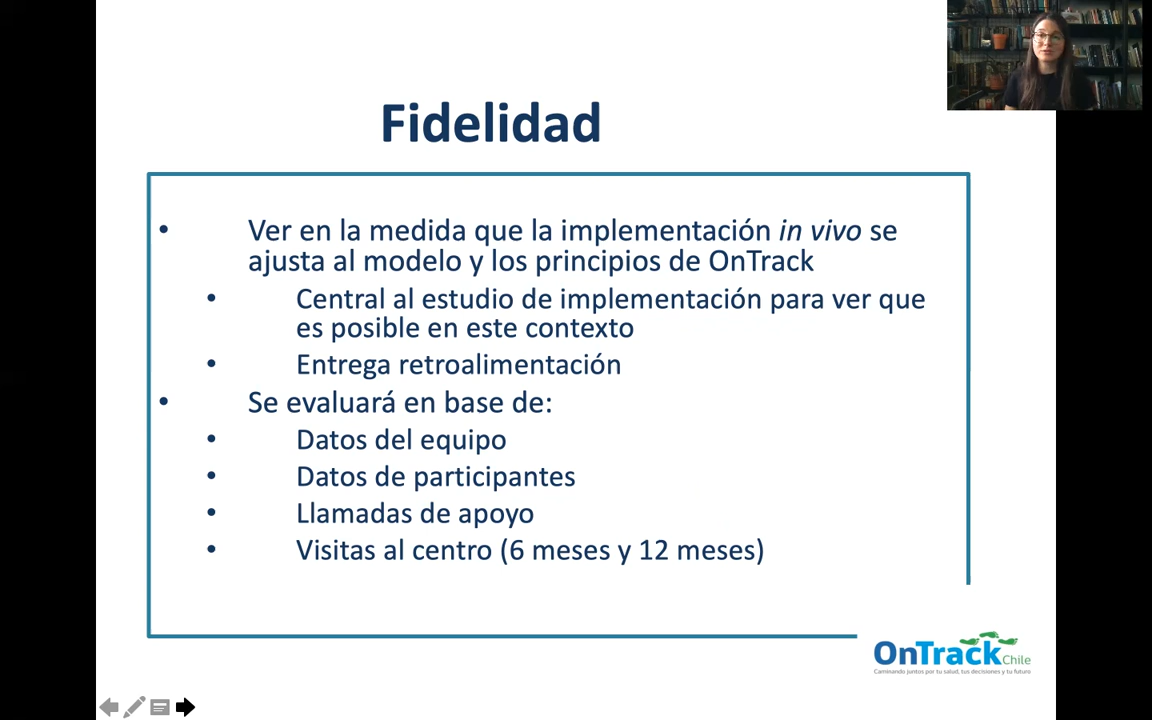 Fidelidad
• Ver en la medida que la implementación in vivo se
ajusta al modelo y los principios de OnTrack
• Central al estudio de implementación para ver que
es posible en este contexto
• Entrega retroalimentación
• Se evaluará en base de:
• Datos del equipo
• Datos de participantes
• Llamadas de apoyo
• Visitas al centro (6 meses y 12 meses)
OnTrackChile
Caminando juntos por tu salud, tus decisiones y tu futuro